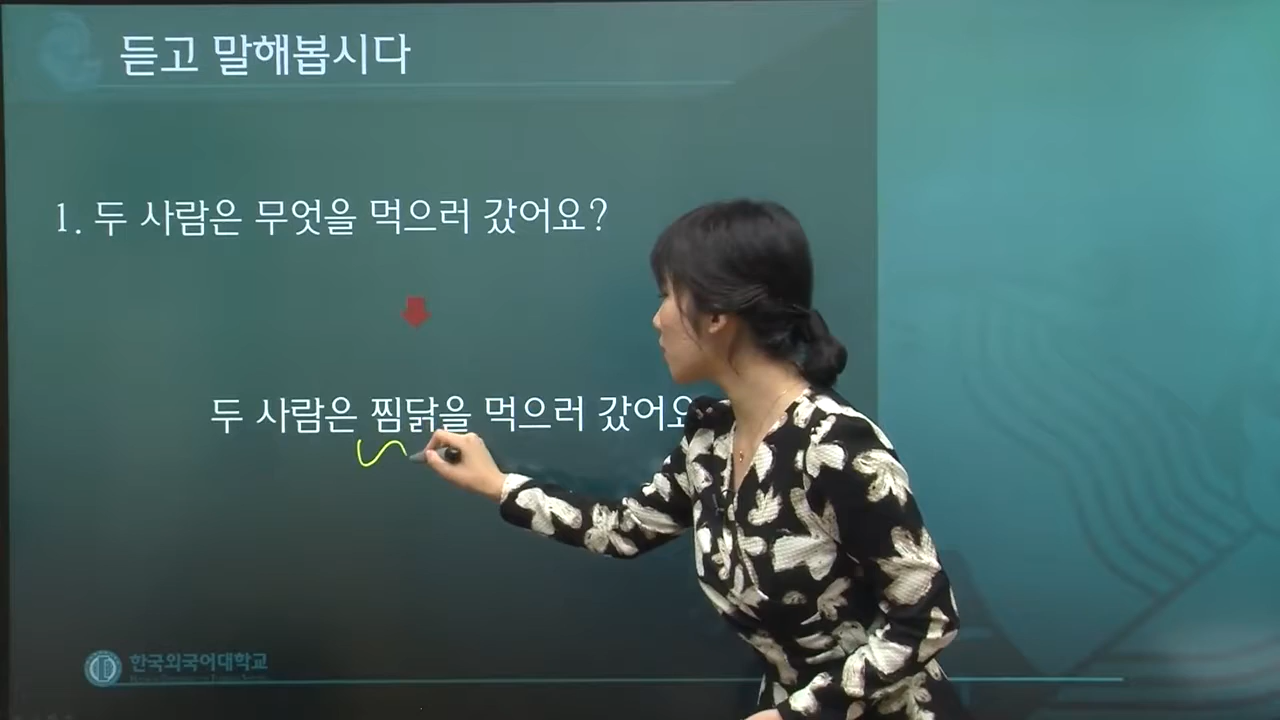 듣고 말해봅시다
1. 두 사람은 무엇을 먹으러 갔어요?
두 사람은 찜닭을 먹으러 갔어요
한국외국어대학교